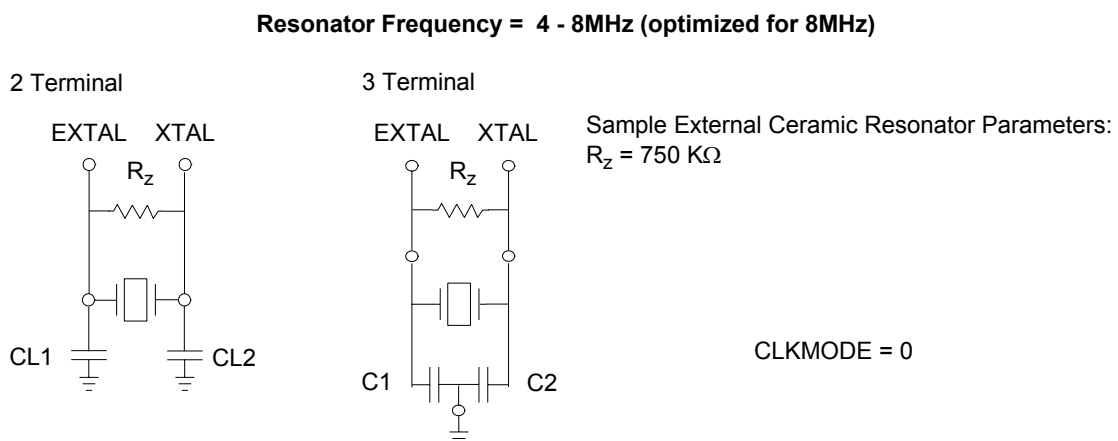 Resonator Frequency = 4 - 8MHz (optimized for 8MHz)
2 Terminal
EXTAL XTAL
Rz
CL1
CL2
3 Terminal
EXTAL XTAL
Rz
C1
C2
Sample External Ceramic Resonator Parameters:
Rz = 750 KΩ
CLKMODE = 0